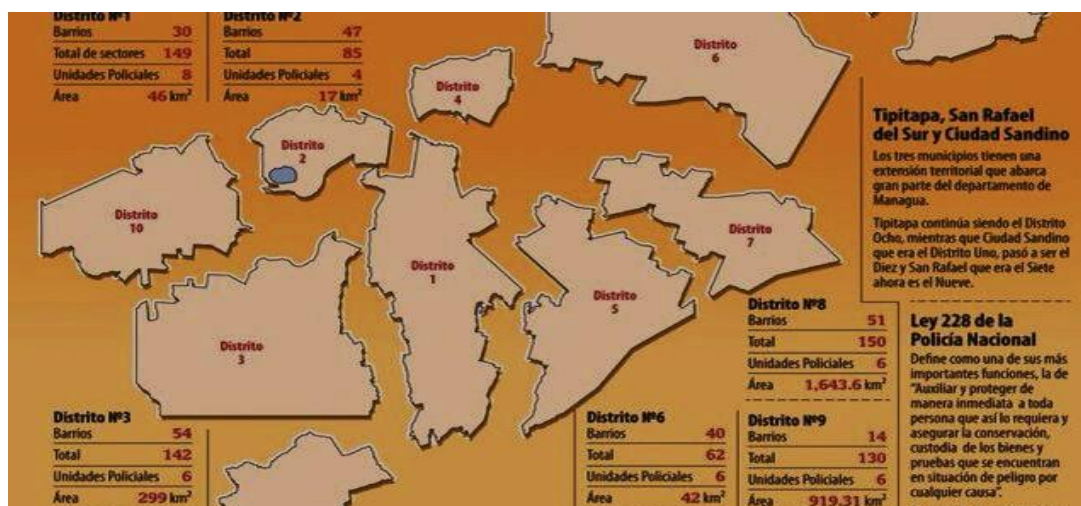 Distrito Nº1
Barrios 30
Total de sectores 149
Unidades Policiales 8
Área 46 km²
Distrito Nº2
Barrios 47
Total 85
Unidades Policiales 4
Área 17 km²
Distrito
6
Distrito
4
Distrito
2
Distrito
10
Distrito
1
Distrito
7
Distrito
5
Distrito
3
Tipitapa, San Rafael
del Sur y Ciudad Sandino
Los tres municipios tienen una
extensión territorial que abarca
gran parte del departamento de
Managua.
Tipitapa continúa siendo el Distrito
Ocho, mientras que Ciudad Sandino
que era el Distrito Uno, pasó a ser el
Diez y San Rafael que era el Siete
ahora es el Nueve.
Distrito Nº8
Barrios 51
Total 150
Unidades Policiales 6
Área 1,643.6 km²
Ley 228 de la
Policía Nacional
Define como una de sus más
importantes funciones, la de
"Auxiliar y proteger de
manera inmediata a toda
persona que así lo requiera y
asegurar la conservación,
custodia de los bienes y
pruebas que se encuentran
en situación de peligro por
cualquier causa".
Distrito Nº3
Barrios 54
Total 142
Unidades Policiales 6
Área 299 km²
Distrito Nº6
Barrios 40
Total 62
Unidades Policiales 6
Área 42 km²
Distrito Nº9
Barrios 14
Total 130
Unidades Policiales 6
Área 919.31 km²